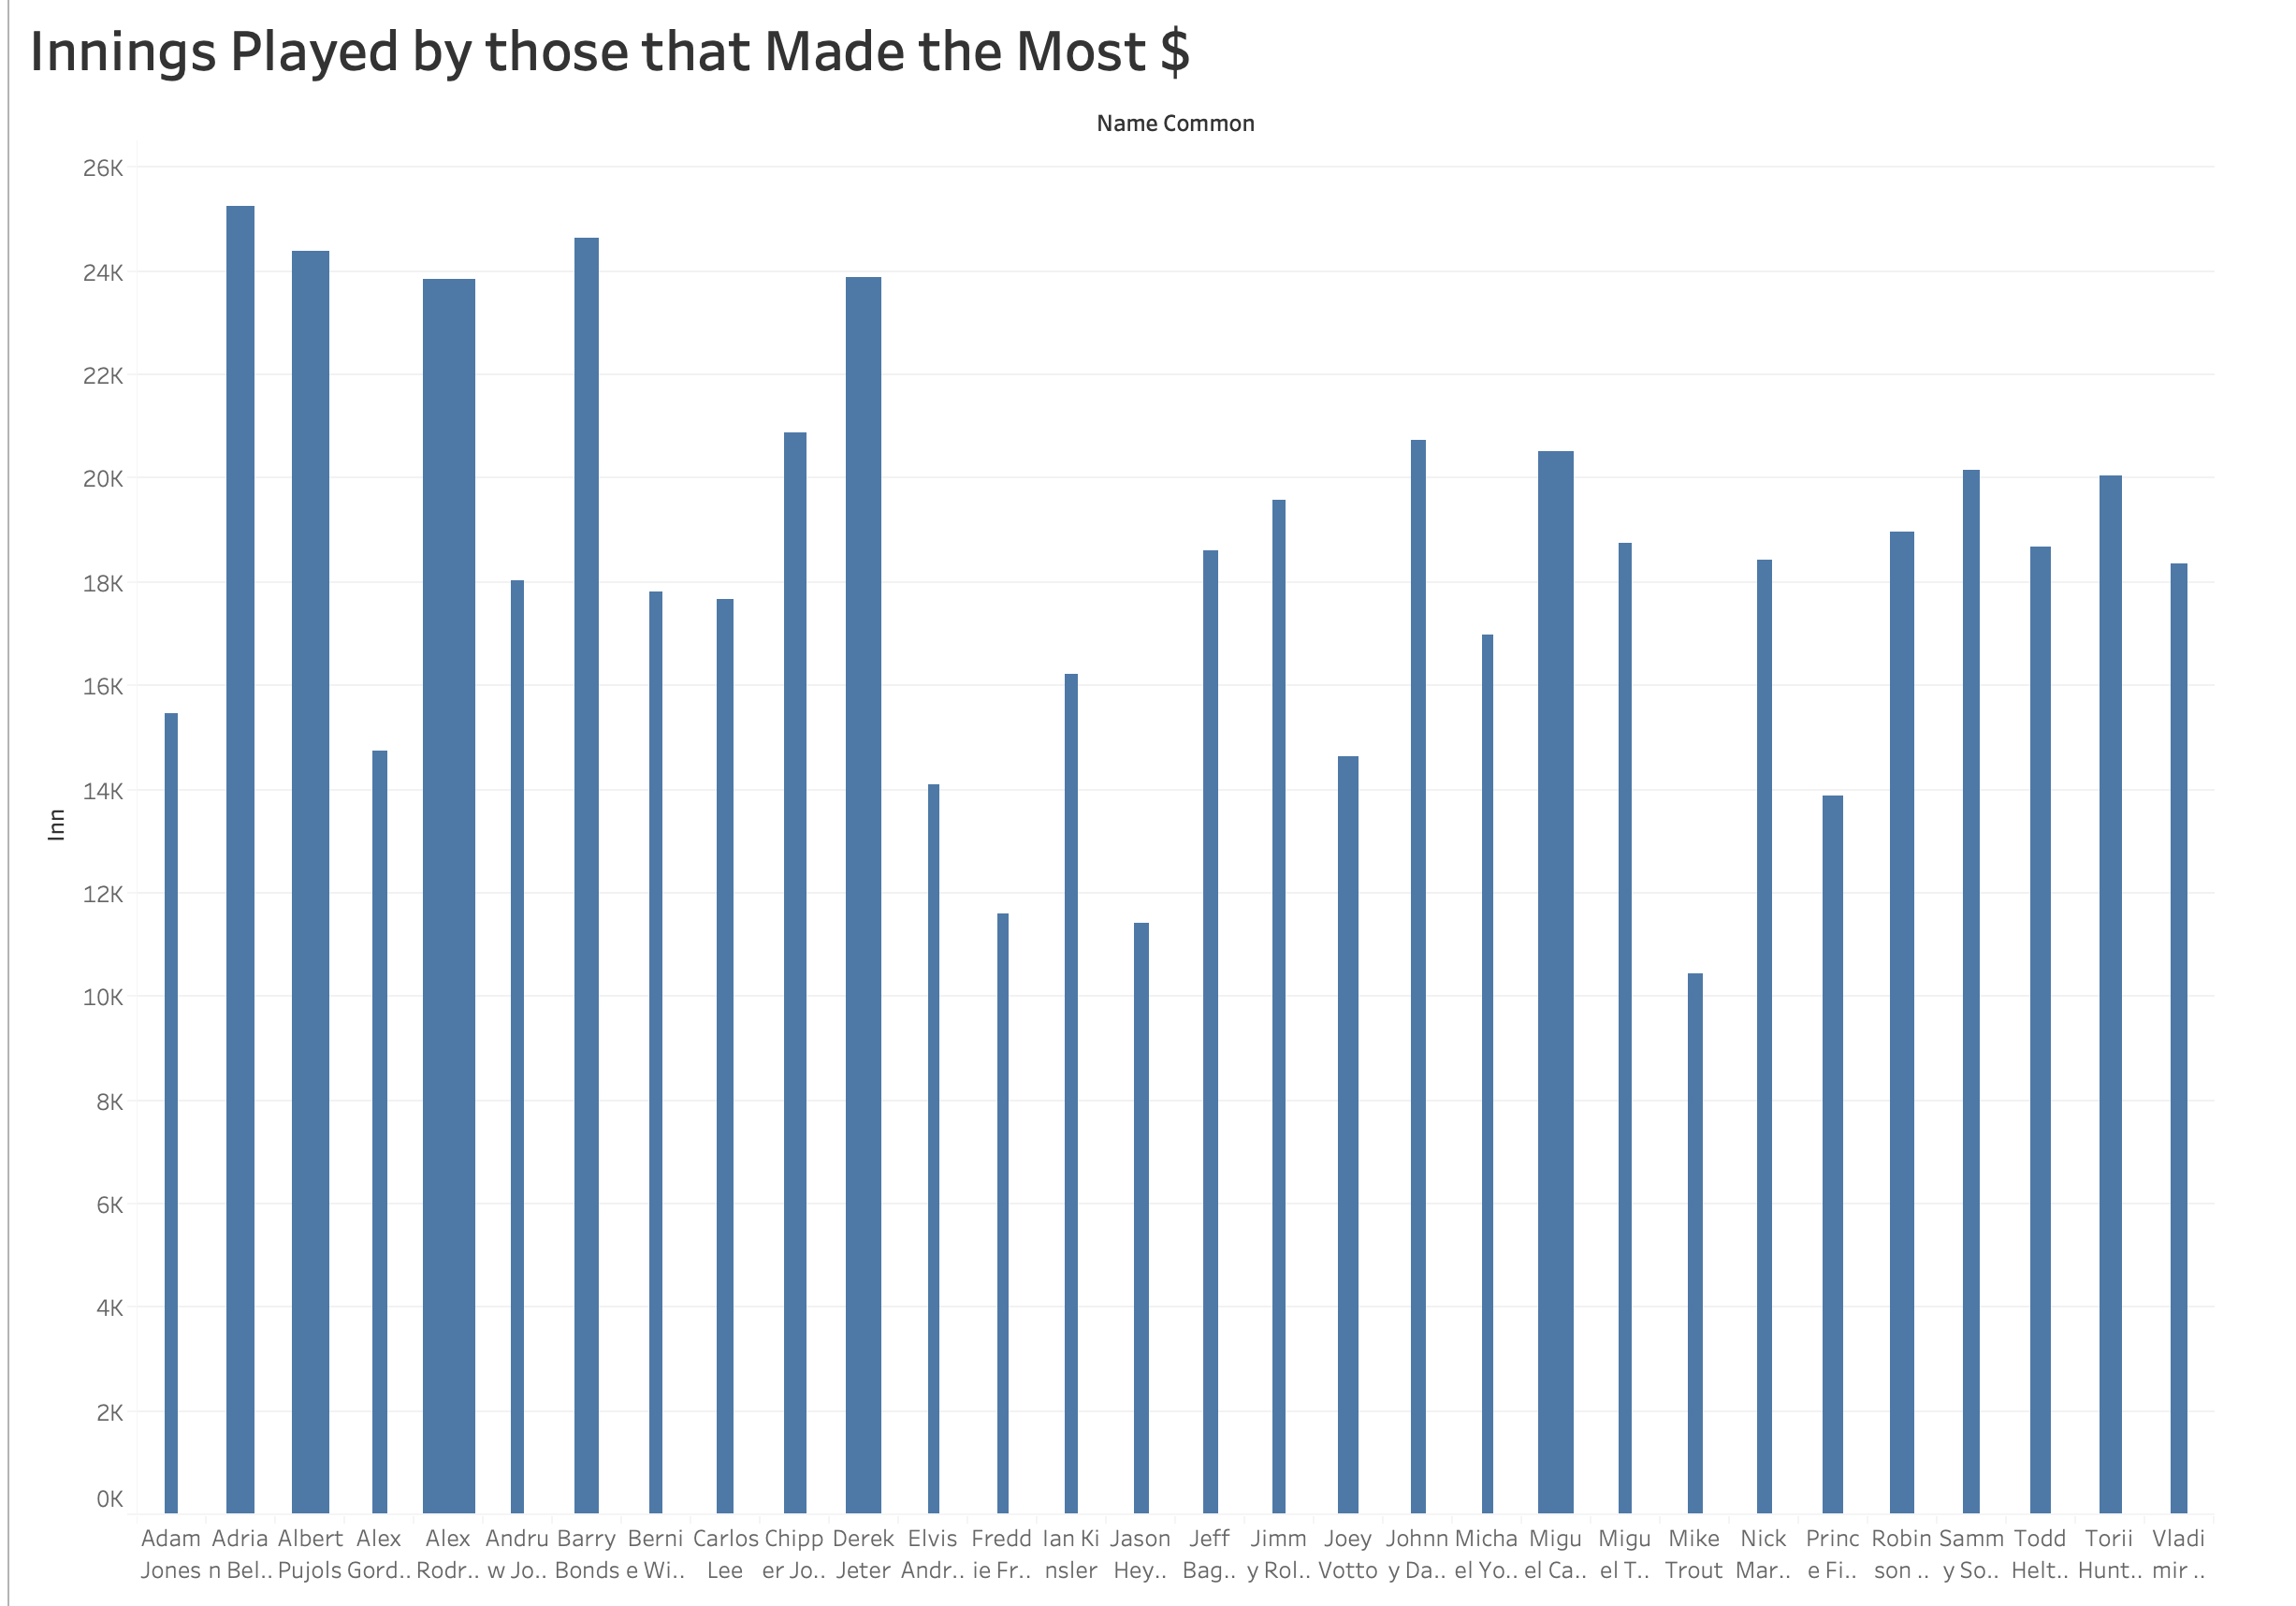 Innings Played by those that Made the Most $
Name Common
26K
24K
22K
20K
18K
16K
14K
12K
10K
8K
6K
4K
2K
0K
Inn
Adam Adria Albert Alex Alex Andru Barry Berni Carlos Chipp Derek Elvis Fredd Ian Ki Jason Jeff Jimm Joey Johnn Micha Migu Migu Mike Nick Princ Robin Samm Todd Torii Vladi
Jones n Bel.. Pujols Gord.. Rodr.. w Jo.. Bonds e Wi.. Lee er Jo.. Jeter Andr.. ie Fr.. nsler Hey.. Bag.. y Rol.. Votto y Da.. el Yo.. el Ca.. el T.. Trout Mar.. e Fi.. son .. y So.. Helt.. Hunt.. mir ..